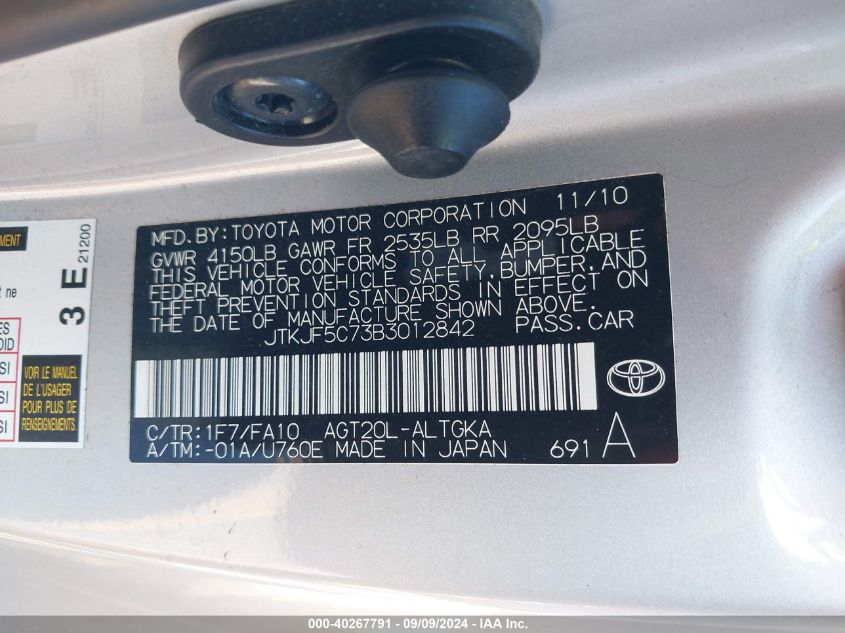 MFD. BY: TOYOTA MOTOR CORPORATION 11/10
GVWR 4150LB GAWR FR 2535LB RR 2095LB
THIS VEHICLE CONFORMS TO ALL APPLICABLE
FEDERAL MOTOR VEHICLE SAFETY, BUMPER, AND
THEFT PREVENTION STANDARDS IN EFFECT ON
THE DATE OF MANUFACTURE SHOWN ABOVE.
JTKJF5C73B3012842 PASS. CAR
C/TR: 1F7/FA10 AGT20L-ALTGKA
A/TM: -01A/U760E MADE IN JAPAN 691 A
3 E 21200
VOIR LE MANUEL
DE L'USAGER
POUR PLUS DE
RENSEIGNEMENTS.
000-40267791 - 09/09/2024 - IAA Inc.